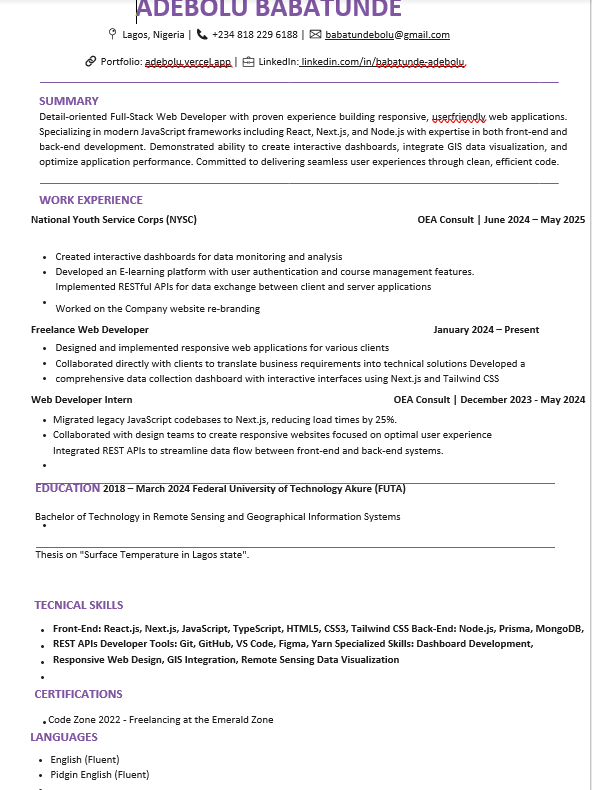 ADEBOLU BABATUNDE
Lagos, Nigeria | +234 818 229 6188 | babatundebolu@gmail.com
Portfolio: adebolu.vercel.app | LinkedIn: linkedin.com/in/babatunde-adebolu
SUMMARY
Detail-oriented Full-Stack Web Developer with proven experience building responsive, userfriendly web applications.
Specializing in modern JavaScript frameworks including React, Next.js, and Node.js with expertise in both front-end and
back-end development. Demonstrated ability to create interactive dashboards, integrate GIS data visualization, and
optimize application performance. Committed to delivering seamless user experiences through clean, efficient code.
WORK EXPERIENCE
National Youth Service Corps (NYSC) OEA Consult | June 2024 – May 2025
• Created interactive dashboards for data monitoring and analysis
• Developed an E-learning platform with user authentication and course management features.
Implemented RESTful APIs for data exchange between client and server applications
• Worked on the Company website re-branding
Freelance Web Developer January 2024 – Present
• Designed and implemented responsive web applications for various clients
• Collaborated directly with clients to translate business requirements into technical solutions Developed a
• comprehensive data collection dashboard with interactive interfaces using Next.js and Tailwind CSS
Web Developer Intern OEA Consult | December 2023 - May 2024
• Migrated legacy JavaScript codebases to Next.js, reducing load times by 25%.
• Collaborated with design teams to create responsive websites focused on optimal user experience
Integrated REST APIs to streamline data flow between front-end and back-end systems.
•
EDUCATION 2018 – March 2024 Federal University of Technology Akure (FUTA)
Bachelor of Technology in Remote Sensing and Geographical Information Systems
•
Thesis on "Surface Temperature in Lagos state".
TECNICAL SKILLS
• Front-End: React.js, Next.js, JavaScript, TypeScript, HTML5, CSS3, Tailwind CSS Back-End: Node.js, Prisma, MongoDB,
• REST APIs Developer Tools: Git, GitHub, VS Code, Figma, Yarn Specialized Skills: Dashboard Development,
• Responsive Web Design, GIS Integration, Remote Sensing Data Visualization
•
CERTIFICATIONS
• Code Zone 2022 - Freelancing at the Emerald Zone
LANGUAGES
• English (Fluent)
• Pidgin English (Fluent)